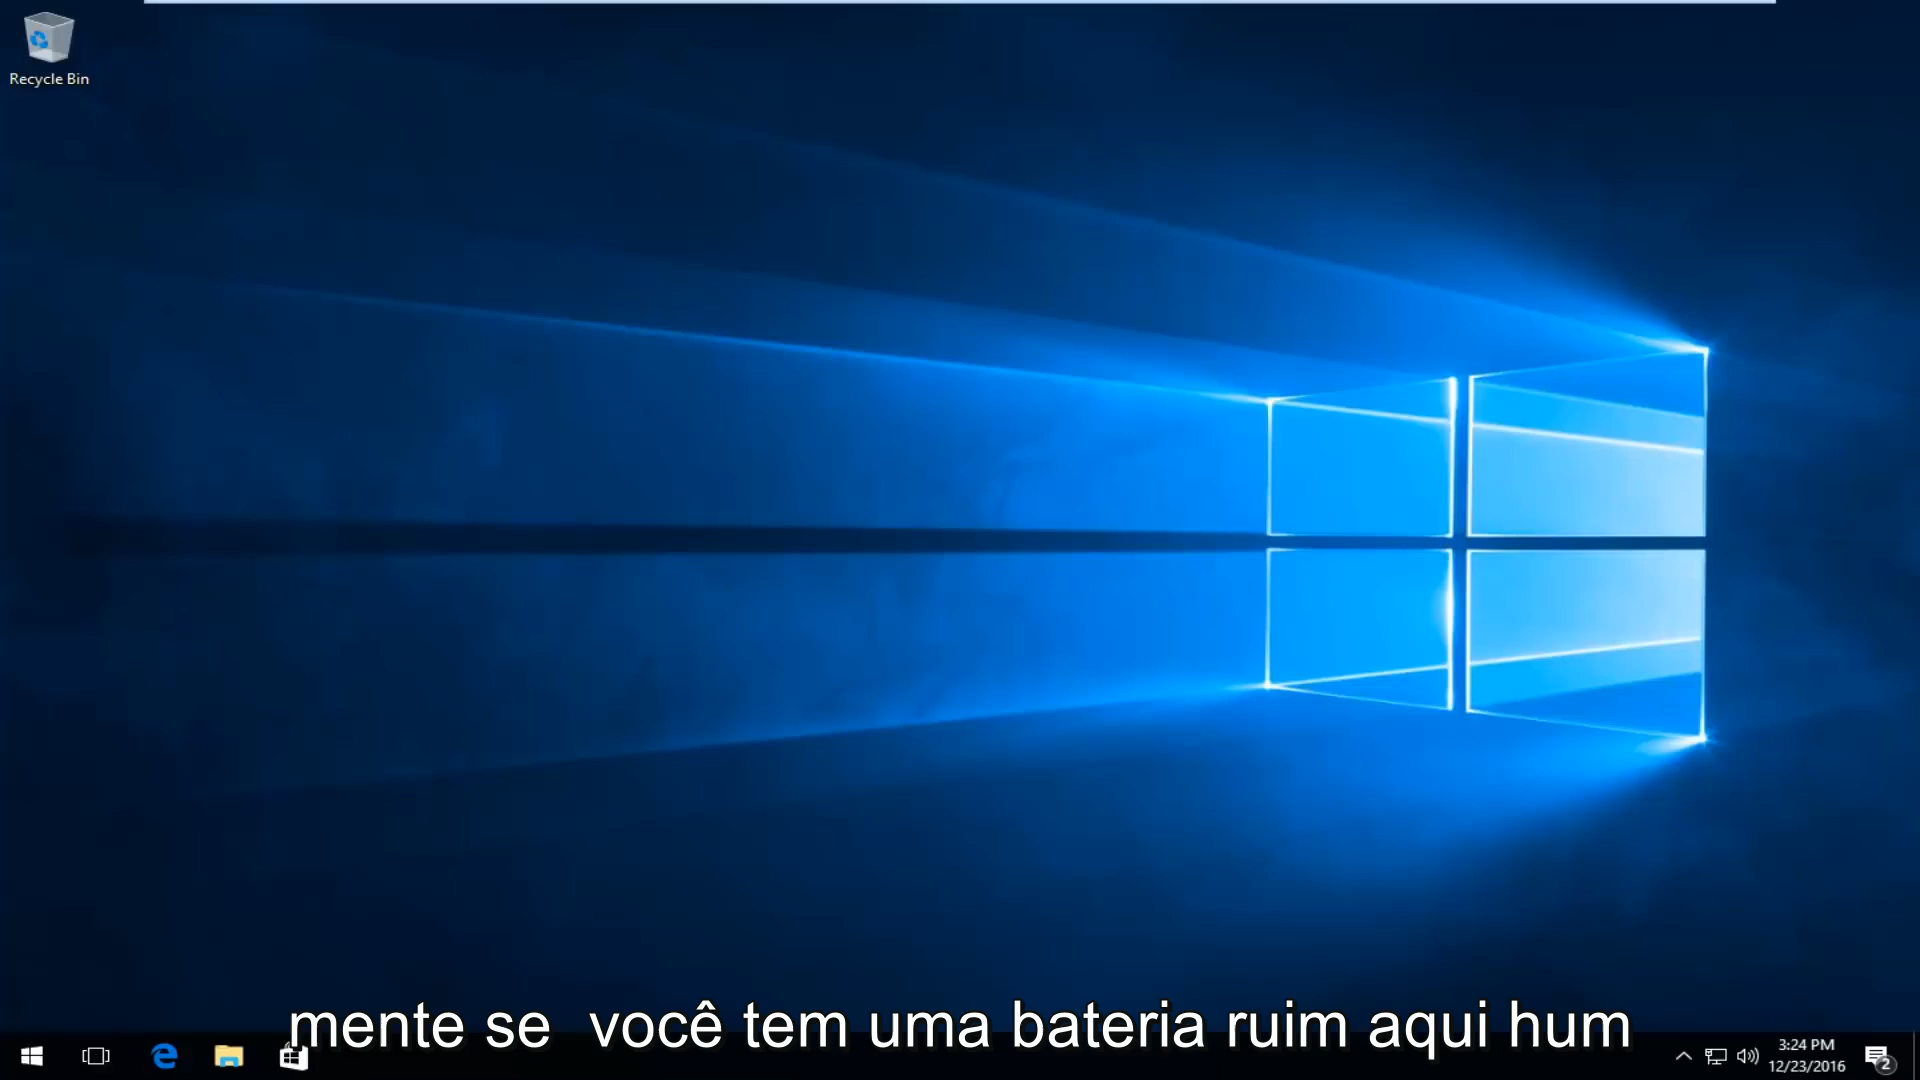 Recycle Bin
mente se  você tem uma bateria ruim aqui hum
3:24 PM
12/23/2016
2